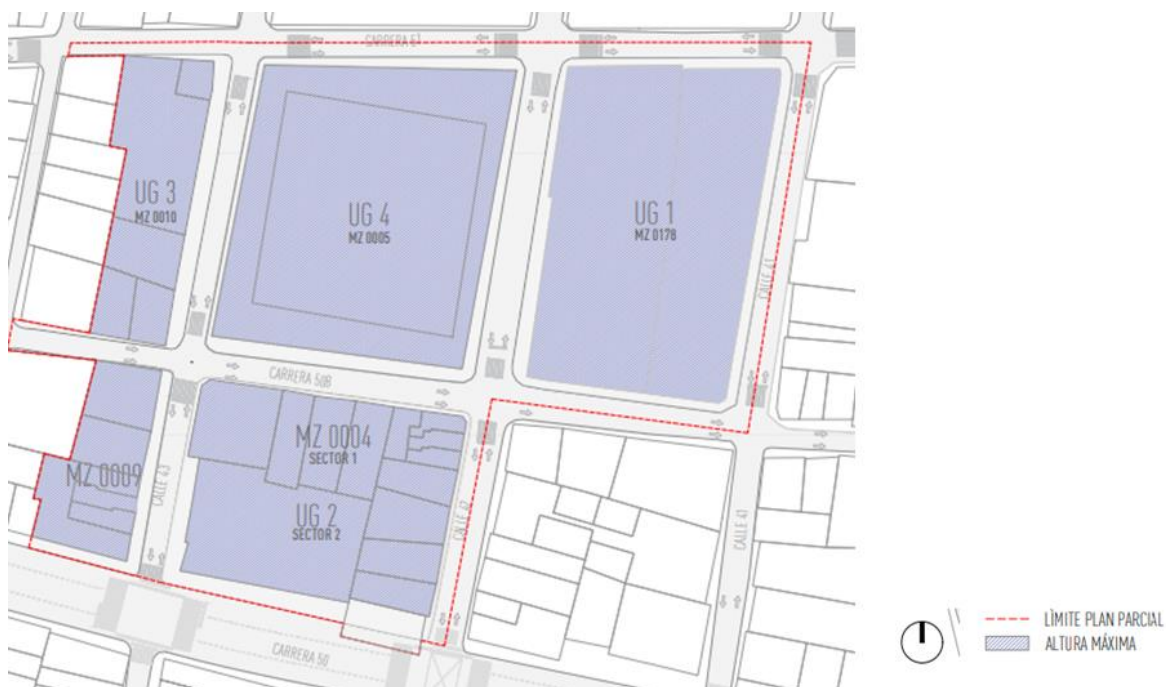 CARRERA 51
UG 3
MZ 0010
UG 4
MZ 0005
UG 1
MZ 0178
CALLE 41
CARRERA 50B
MZ 0004
SECTOR 1
MZ 0009
CALLE 43
UG 2
SECTOR 2
CALLE 42
CALLE 41
CARRERA 50
LÍMITE PLAN PARCIAL
ALTURA MÁXIMA